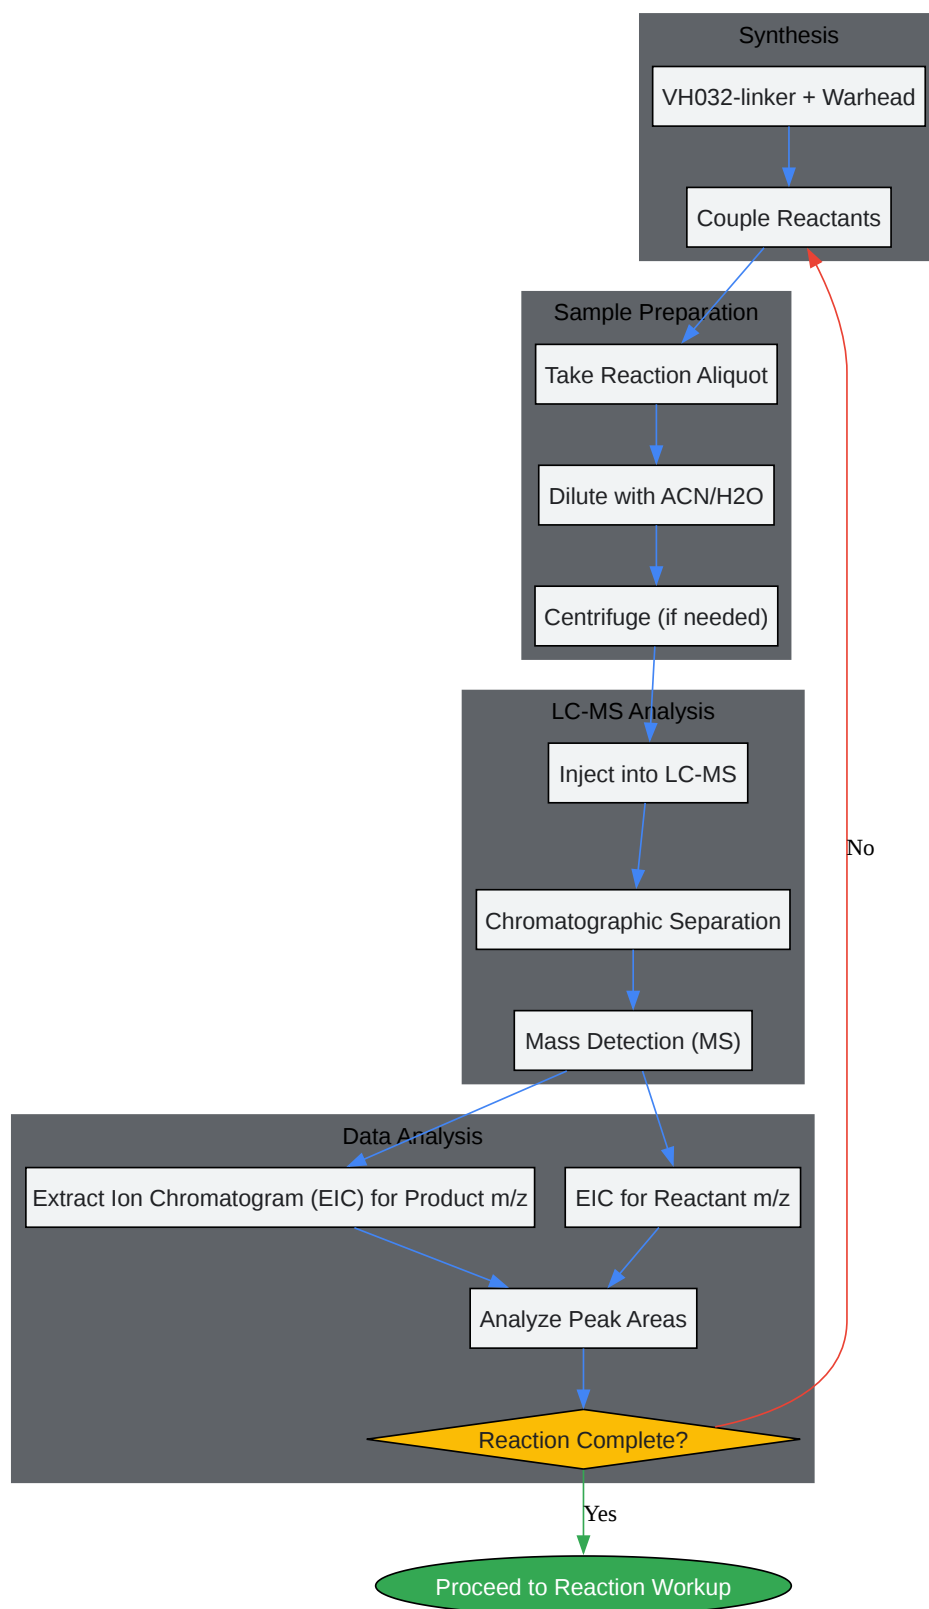 Synthesis
VH032-linker + Warhead
Couple Reactants
Sample Preparation
Take Reaction Aliquot
Dilute with ACN/H2O
Centrifuge (if needed)
LC-MS Analysis
Inject into LC-MS
No
Chromatographic Separation
Mass Detection (MS)
Data Analysis
Extract Ion Chromatogram (EIC) for Product m/z
EIC for Reactant m/z
Analyze Peak Areas
Reaction Complete?
Yes
Proceed to Reaction Workup